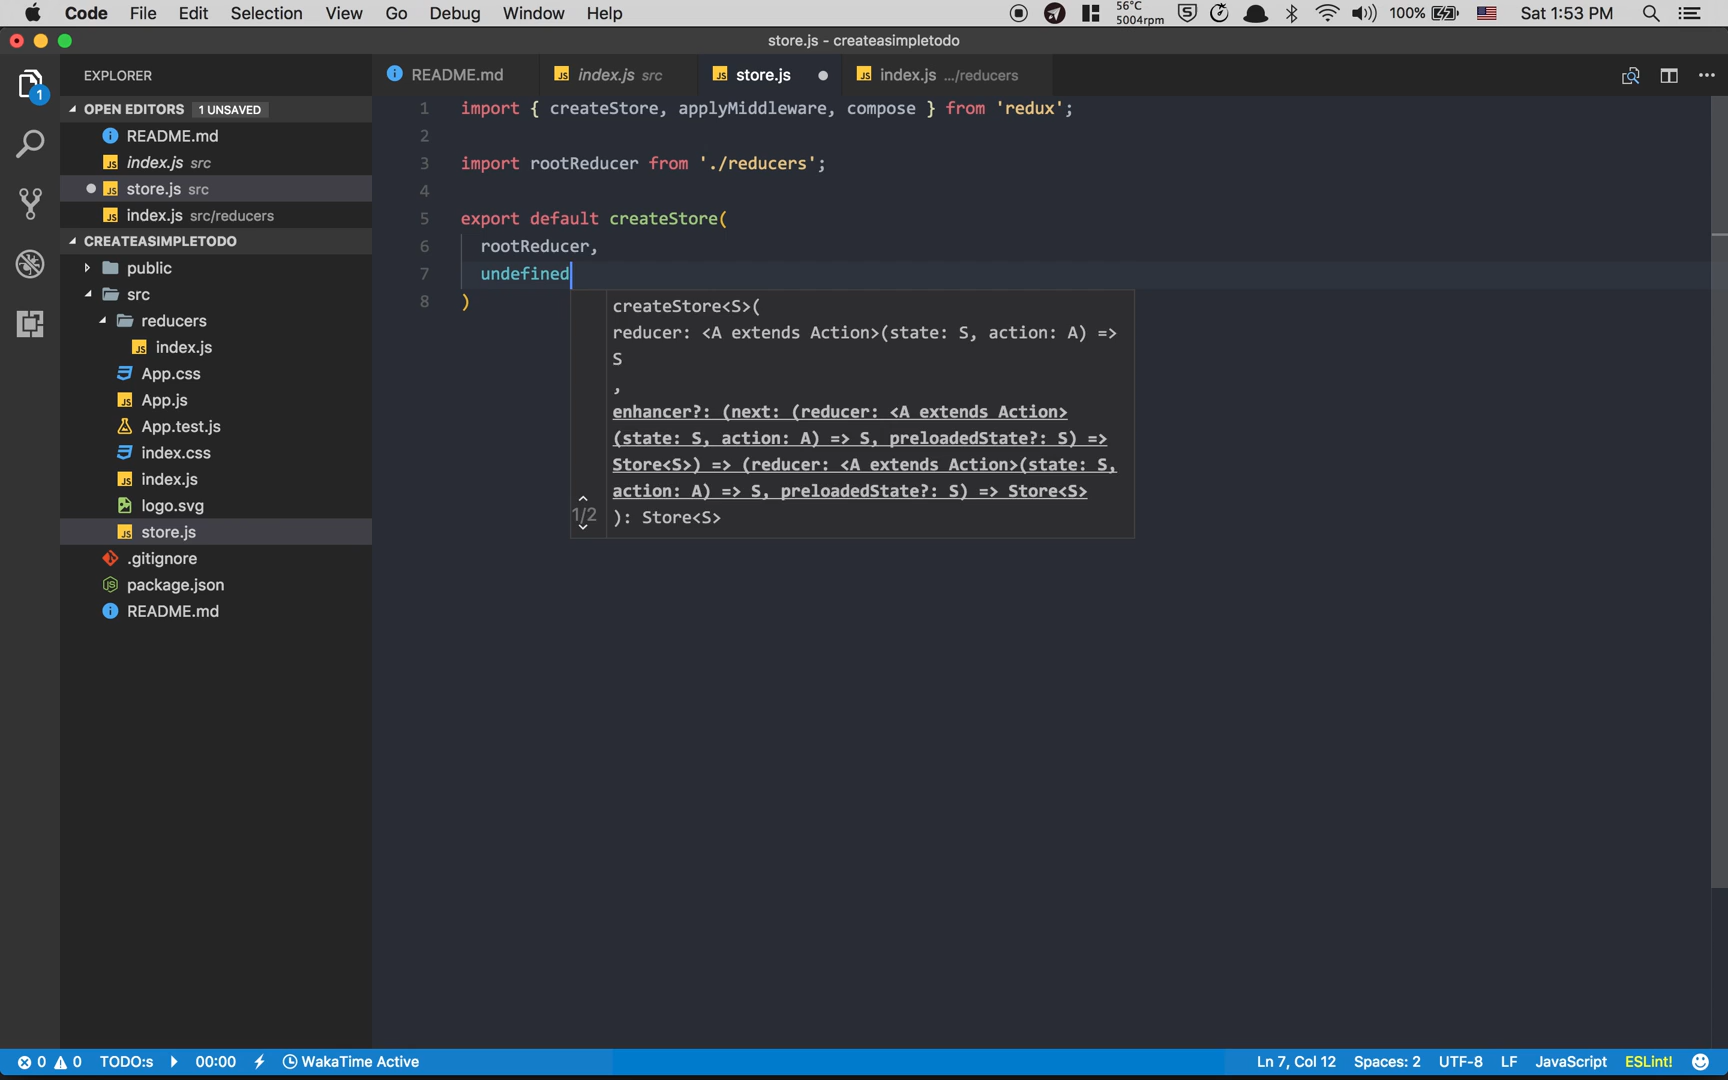 Code File Edit Selection View Go Debug Window Help 56°C 5004rpm 100% Sat 1:53 PM
store.js - createasimpletodo
EXPLORER
README.md index.js src store.js index.js .../reducers
1
OPEN EDITORS 1 UNSAVED
README.md
index.js src
store.js src
index.js src/reducers
CREATEASIMPLETODO
public
src
reducers
index.js
App.css
App.js
App.test.js
index.css
index.js
logo.svg
store.js
.gitignore
package.json
README.md
1 import { createStore, applyMiddleware, compose } from 'redux';
2
3 import rootReducer from './reducers';
4
5 export default createStore(
6 rootReducer,
7 undefined
8 )
createStore<S>(
reducer: <A extends Action>(state: S, action: A) =>
S
,
enhancer?: (next: (reducer: <A extends Action>
(state: S, action: A) => S, preloadedState?: S) =>
Store<S>) => (reducer: <A extends Action>(state: S,
action: A) => S, preloadedState?: S) => Store<S>
1/2 ): Store<S>
0 0 TODO:s 00:00 WakaTime Active Ln 7, Col 12 Spaces: 2 UTF-8 LF JavaScript ESLint!